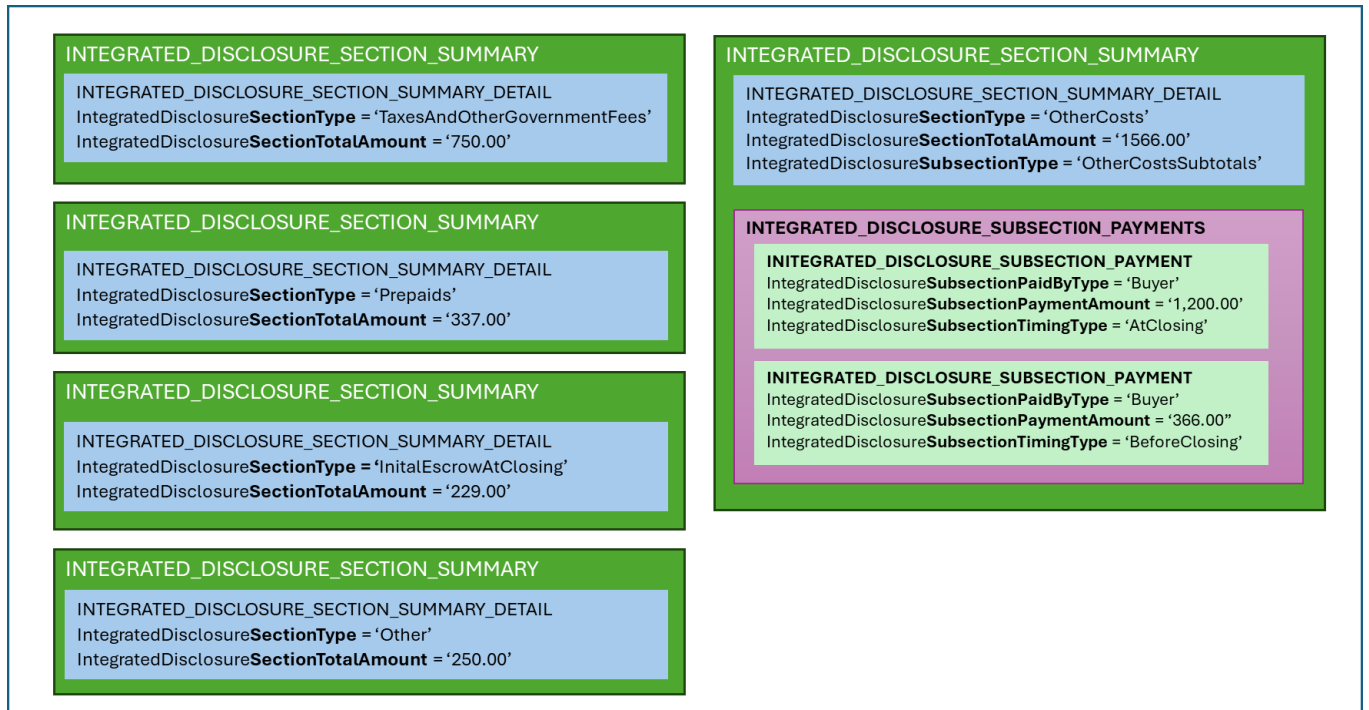 INTEGRATED_DISCLOSURE_SECTION_SUMMARY
INTEGRATED_DISCLOSURE_SECTION_SUMMARY_DETAIL
IntegratedDisclosureSectionType = ‘TaxesAndOtherGovernmentFees’
IntegratedDisclosureSectionTotalAmount = ‘750.00’
INTEGRATED_DISCLOSURE_SECTION_SUMMARY
INTEGRATED_DISCLOSURE_SECTION_SUMMARY_DETAIL
IntegratedDisclosureSectionType = ‘Prepaids’
IntegratedDisclosureSectionTotalAmount = ‘337.00’
INTEGRATED_DISCLOSURE_SECTION_SUMMARY
INTEGRATED_DISCLOSURE_SECTION_SUMMARY_DETAIL
IntegratedDisclosureSectionType = ‘InitalEscrowAtClosing’
IntegratedDisclosureSectionTotalAmount = ‘229.00’
INTEGRATED_DISCLOSURE_SECTION_SUMMARY
INTEGRATED_DISCLOSURE_SECTION_SUMMARY_DETAIL
IntegratedDisclosureSectionType = ‘Other’
IntegratedDisclosureSectionTotalAmount = ‘250.00’
INTEGRATED_DISCLOSURE_SECTION_SUMMARY
INTEGRATED_DISCLOSURE_SECTION_SUMMARY_DETAIL
IntegratedDisclosureSectionType = ‘OtherCosts’
IntegratedDisclosureSectionTotalAmount = ‘1566.00’
IntegratedDisclosureSubsectionType = ‘OtherCostsSubtotals’
INTEGRATED_DISCLOSURE_SUBSECTI0N_PAYMENTS
INITEGRATED_DISCLOSURE_SUBSECTION_PAYMENT
IntegratedDisclosureSubsectionPaidByType = ‘Buyer’
IntegratedDisclosureSubsectionPaymentAmount = ‘1,200.00’
IntegratedDisclosureSubsectionTimingType = ‘AtClosing’
INITEGRATED_DISCLOSURE_SUBSECTION_PAYMENT
IntegratedDisclosureSubsectionPaidByType = ‘Buyer’
IntegratedDisclosureSubsectionPaymentAmount = ‘366.00”
IntegratedDisclosureSubsectionTimingType = ‘BeforeClosing’